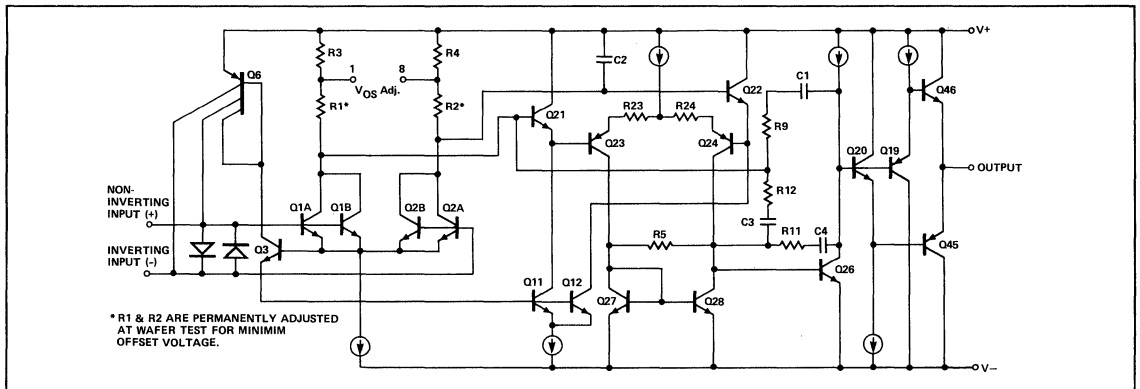 V+
R3
R4
Q6
1
8
C2
VOS Adj.
Q22
C1
Q46
R1*
R2*
Q21
R23
R24
R9
Q23
Q24
Q20
Q19
OUTPUT
R12
NON-
INVERTING
INPUT (+)
Q1A
Q1B
Q2B
Q2A
C3
INVERTING
INPUT (-)
Q3
R5
R11
C4
Q45
Q11
Q12
Q27
Q28
Q26
* R1 & R2 ARE PERMANENTLY ADJUSTED
AT WAFER TEST FOR MINIMIM
OFFSET VOLTAGE.
V−